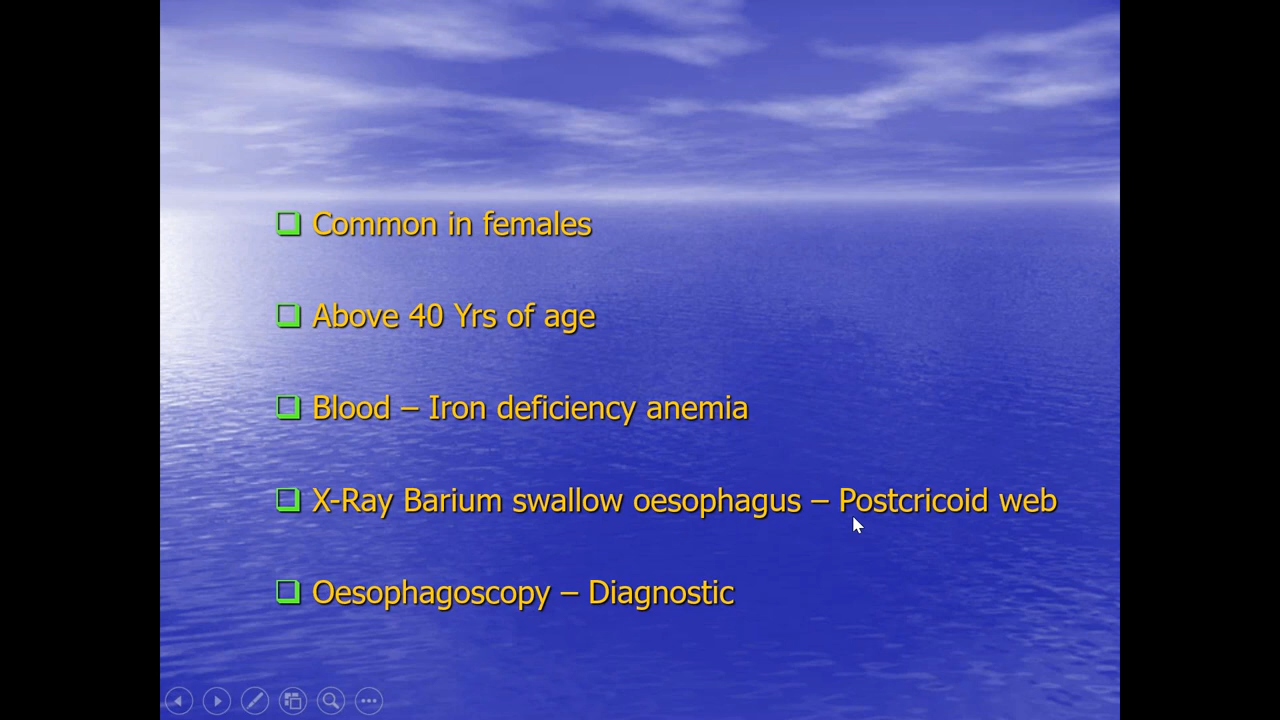 Common in females
Above 40 Yrs of age
Blood – Iron deficiency anemia
X-Ray Barium swallow oesophagus – Postcricoid web
Oesophagoscopy – Diagnostic